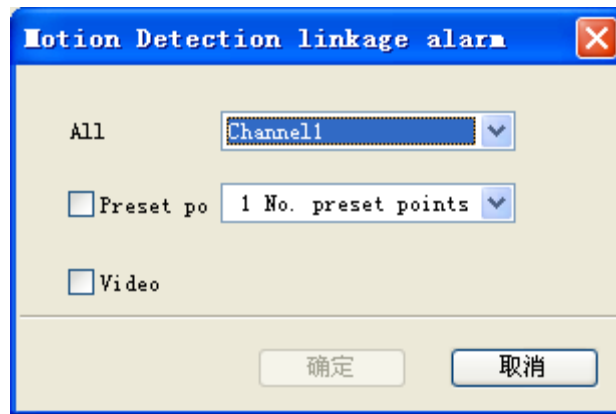 Motion Detection linkage alarm
All Channel1
Preset po 1 No. preset points
Video
确定 取消